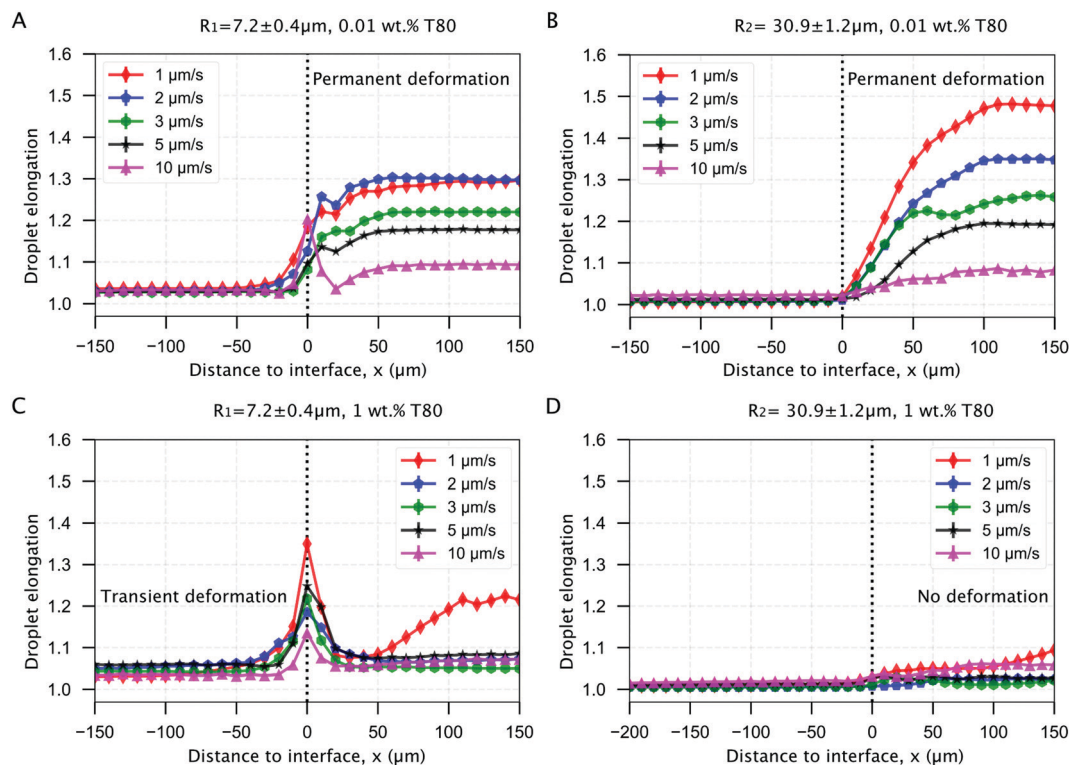 A
R1=7.2±0.4µm, 0.01 wt.% T80
1.6
1.5
1.4
1.3
1.2
1.1
1.0
Droplet elongation
1 µm/s
2 µm/s
3 µm/s
5 µm/s
10 µm/s
Permanent deformation
−150 −100 −50 0 50 100 150
Distance to interface, x (µm)
B
R2= 30.9±1.2µm, 0.01 wt.% T80
1.6
1.5
1.4
1.3
1.2
1.1
1.0
Droplet elongation
1 µm/s
2 µm/s
3 µm/s
5 µm/s
10 µm/s
Permanent deformation
−150 −100 −50 0 50 100 150
Distance to interface, x (µm)
C
R1=7.2±0.4µm, 1 wt.% T80
1.6
1.5
1.4
1.3
1.2
1.1
1.0
Droplet elongation
1 µm/s
2 µm/s
3 µm/s
5 µm/s
10 µm/s
Transient deformation
−150 −100 −50 0 50 100 150
Distance to interface, x (µm)
D
R2= 30.9±1.2µm, 1 wt.% T80
1.6
1.5
1.4
1.3
1.2
1.1
1.0
Droplet elongation
1 µm/s
2 µm/s
3 µm/s
5 µm/s
10 µm/s
No deformation
−200 −150 −100 −50 0 50 100 150
Distance to interface, x (µm)